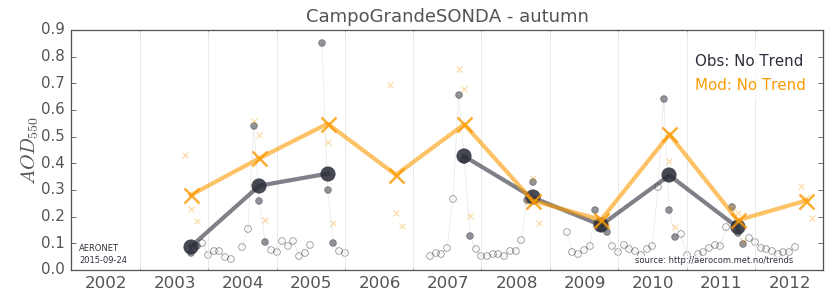 CampoGrandeSONDA - autumn
0.9
0.8
0.7
0.6
0.5
0.4
0.3
0.2
0.1
0.0
AOD550
Obs: No Trend
Mod: No Trend
AERONET
2015-09-24
source: http://aerocom.met.no/trends
2002 2003 2004 2005 2006 2007 2008 2009 2010 2011 2012